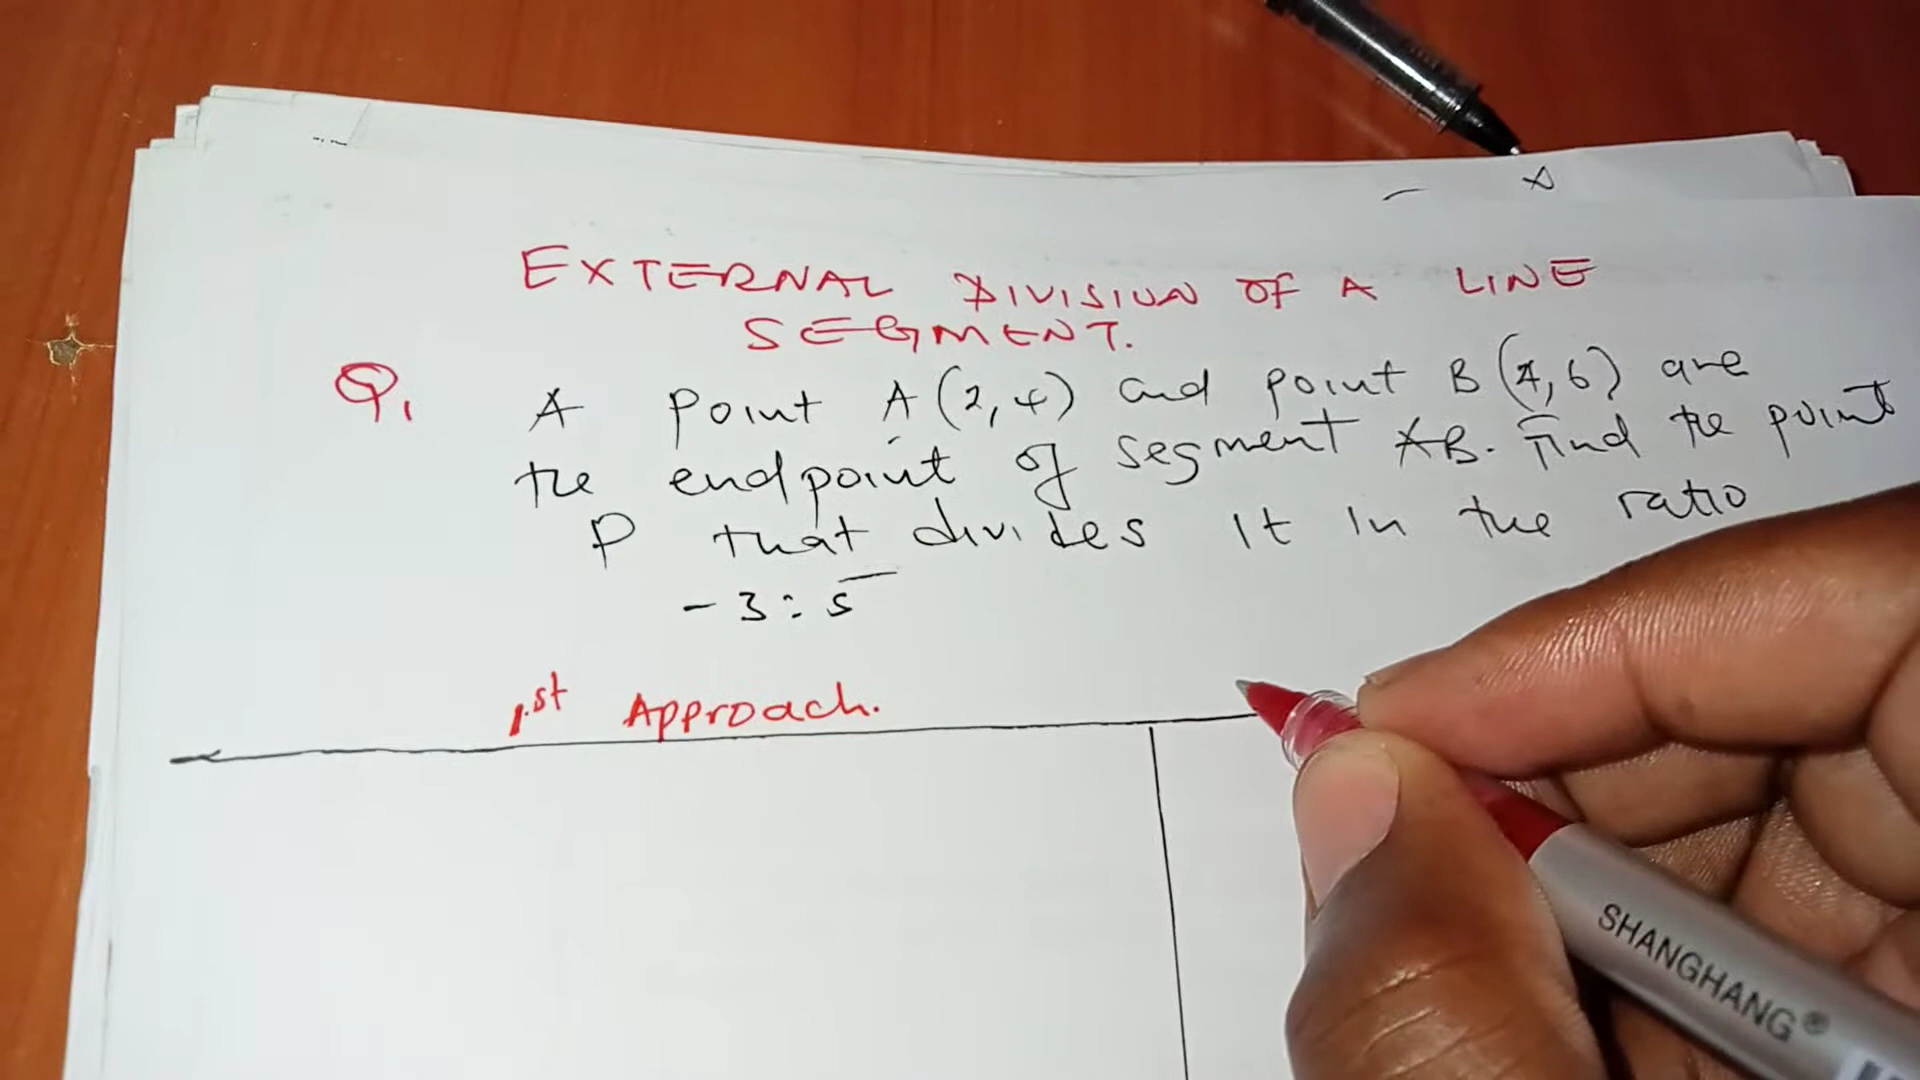 EXTERNAL DIVISION OF A LINE
SEGMENT.
Q1 A point A(2,4) and point B(4,6) are
the endpoint of segment AB. Find the point
P that divides it in the ratio
-3:5
1st Approach.
SHANGHANG®